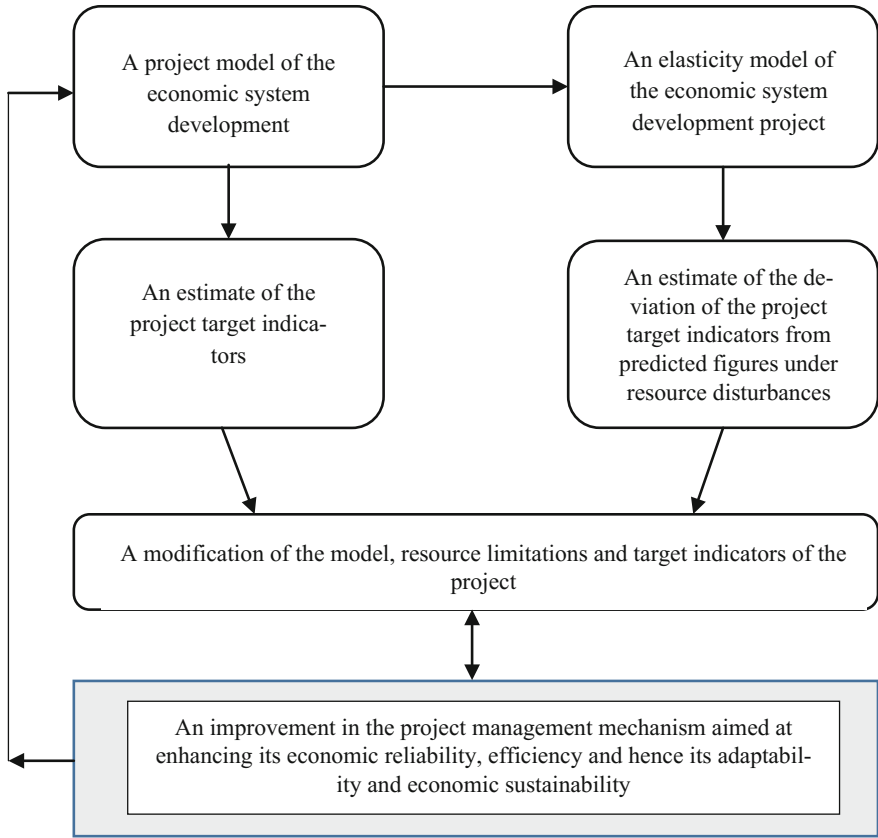 A project model of the
economic system
development
An elasticity model of
the economic system
development project
An estimate of the
project target indica-
tors
An estimate of the de-
viation of the project
target indicators from
predicted figures under
resource disturbances
A modification of the model, resource limitations and target indicators of the
project
An improvement in the project management mechanism aimed at
enhancing its economic reliability, efficiency and hence its adaptabil-
ity and economic sustainability